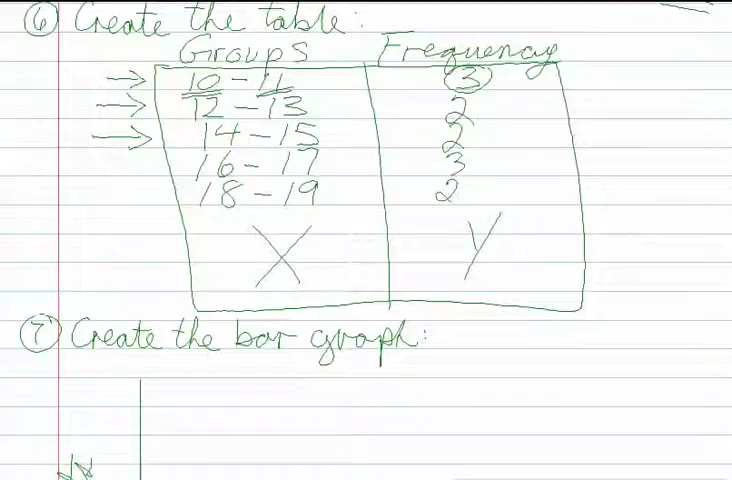 ⑥ Create the table:
Groups Frequency
10 - 11 3
12 - 13 2
14 - 15 2
16 - 17 3
18 - 19 2
X Y
⑦ Create the bar graph: